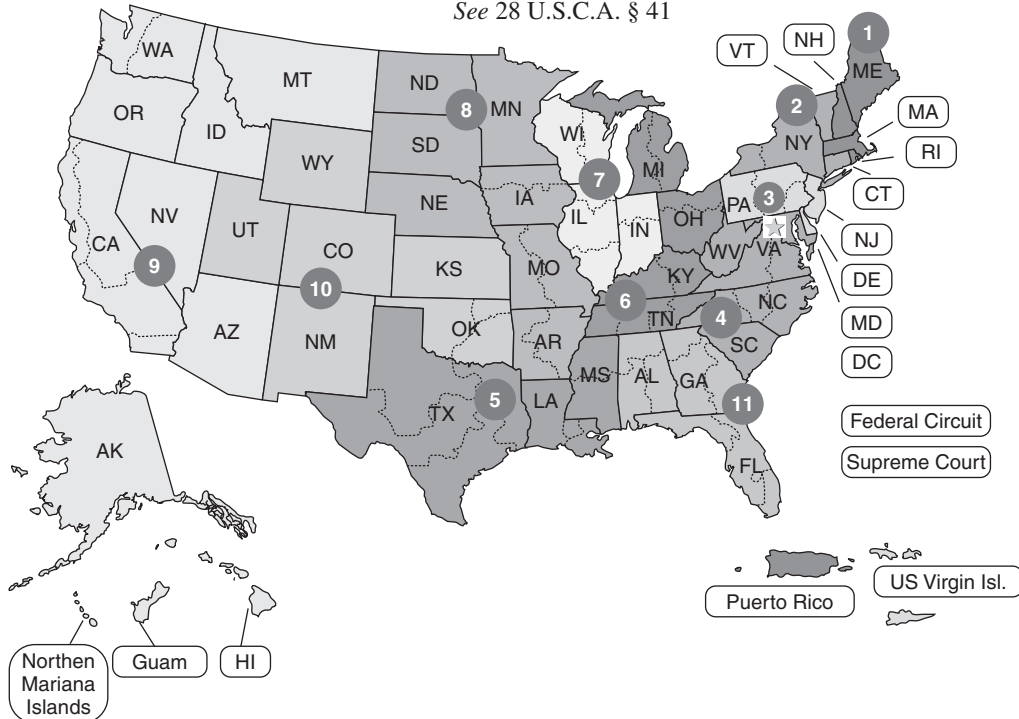 See 28 U.S.C.A. § 41
1
VT
NH
ME
WA
MT
ND
8
MN
2
MA
OR
ID
SD
WI
NY
RI
WY
7
MI
CT
NV
UT
NE
IA
IL
IN
OH
PA
3
NJ
CA
9
CO
KS
MO
WV
VA
DE
10
6
KY
MD
AZ
NM
OK
AR
TN
4
NC
DC
SC
TX
5
LA
MS
AL
GA
11
Federal Circuit
AK
FL
Supreme Court
US Virgin Isl.
Puerto Rico
Northen
Mariana
Islands
Guam
HI